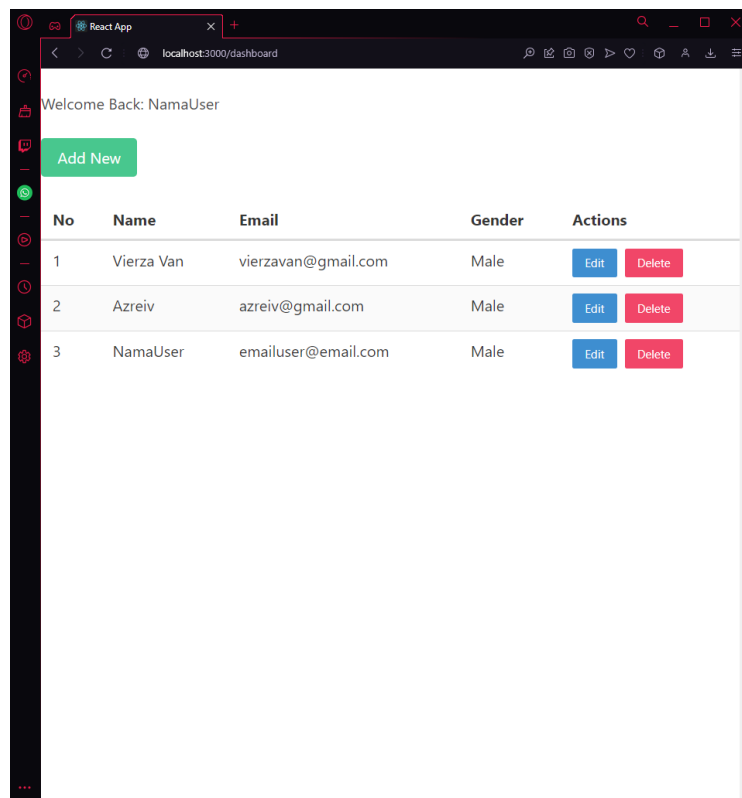 React App
localhost:3000/dashboard
Welcome Back: NamaUser
Add New
No Name Email Gender Actions
1 Vierza Van vierzavan@gmail.com Male Edit Delete
2 Azreiv azreiv@gmail.com Male Edit Delete
3 NamaUser emailuser@email.com Male Edit Delete